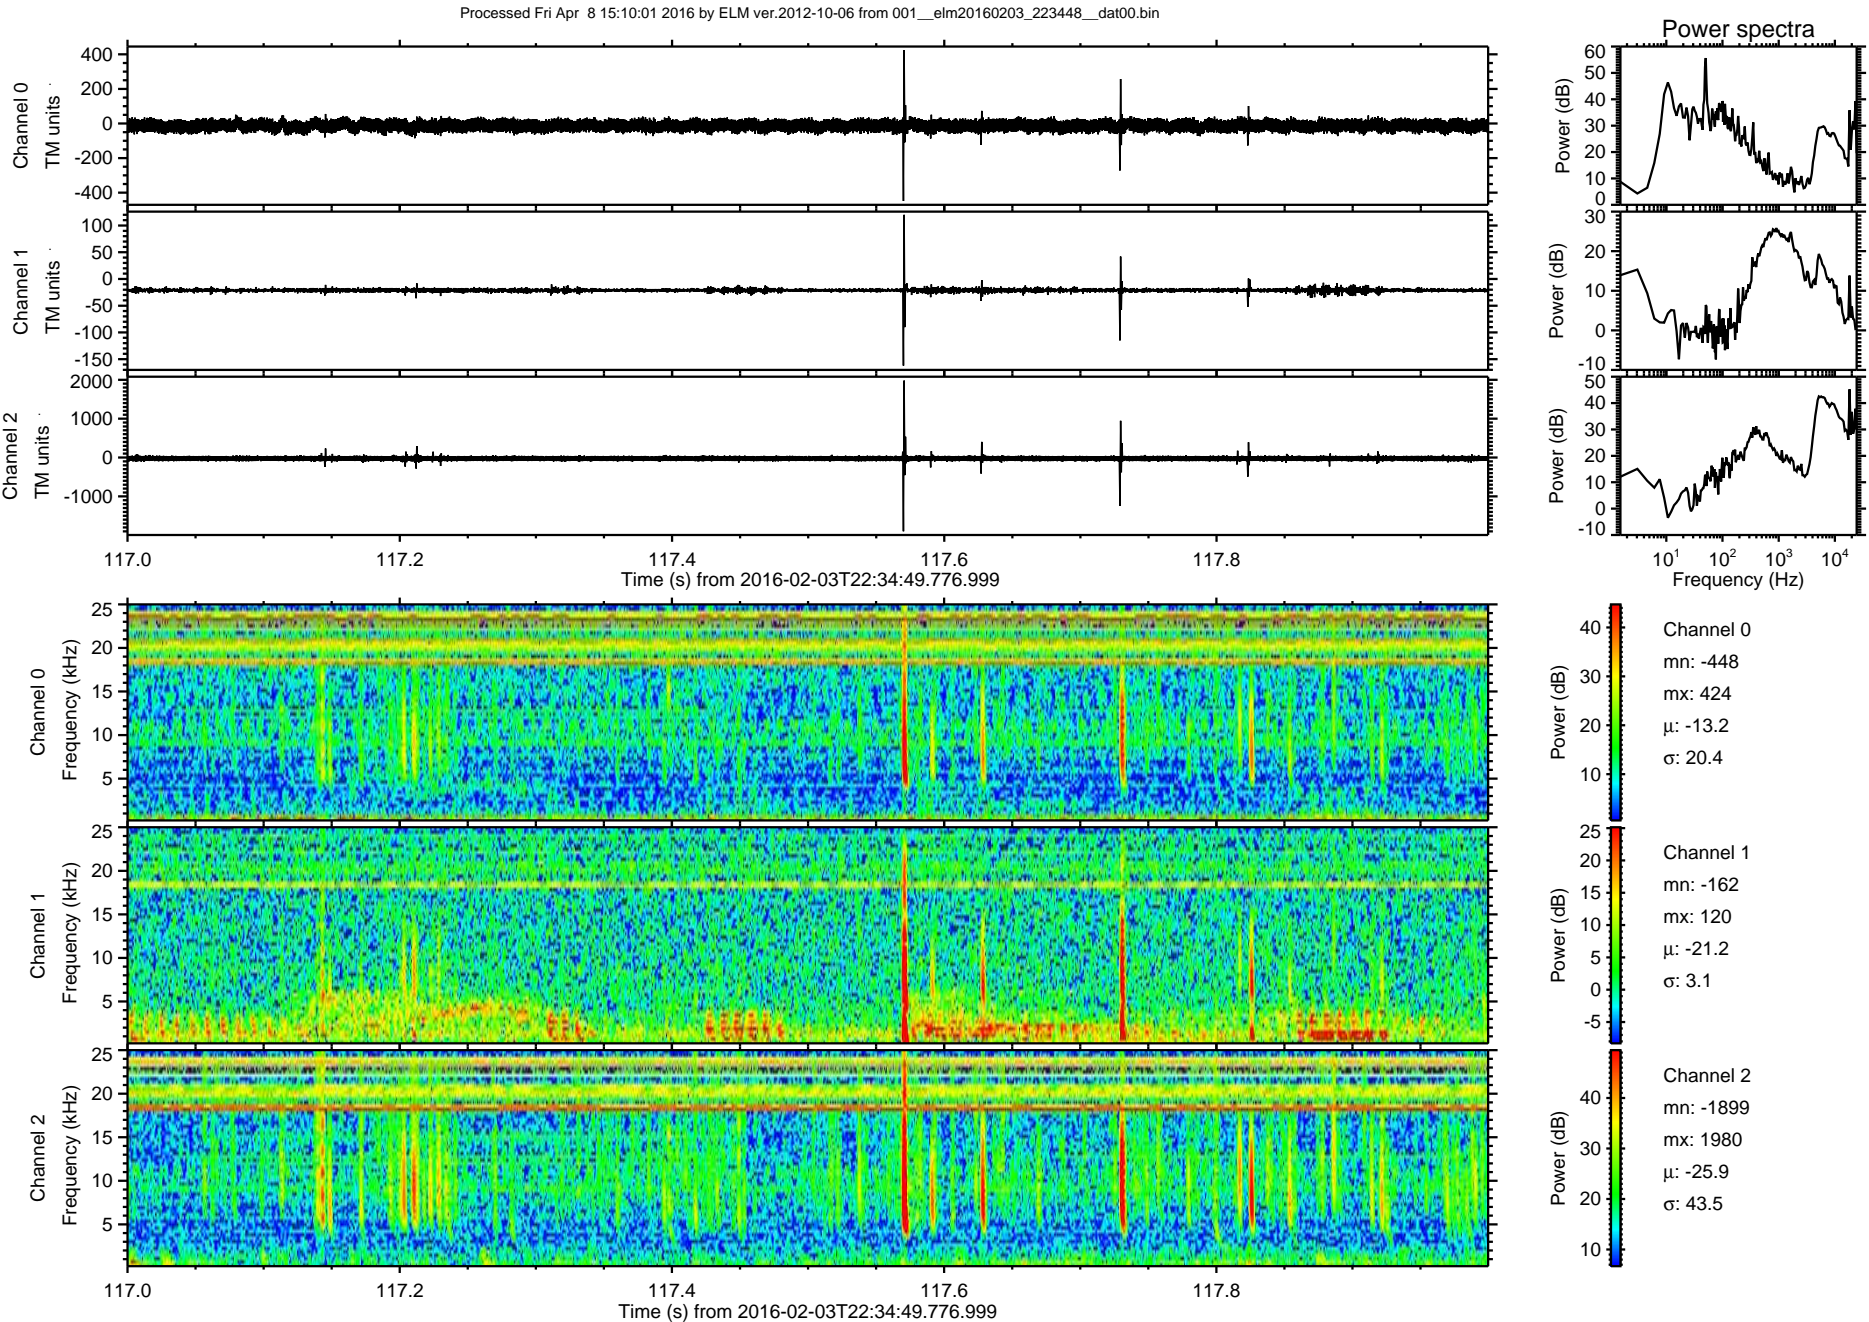 Processed Fri Apr  8 15:10:01 2016 by ELM ver.2012-10-06 from 001__elm20160203_223448__dat00.bin
Power spectra
Channel 0
TM units
400
200
0
-200
-400
Power (dB)
60
50
40
30
20
10
0
Channel 1
TM units
100
50
0
-50
-100
-150
Power (dB)
30
20
10
0
-10
Channel 2
TM units
2000
1000
0
-1000
Power (dB)
50
40
30
20
10
0
-10
117.0 117.2 117.4 117.6 117.8
Time (s) from 2016-02-03T22:34:49.776.999
10^1 10^2 10^3 10^4
Frequency (Hz)
Channel 0
Frequency (kHz)
25
20
15
10
5
Power (dB)
40
30
20
10
Channel 0
mn: -448
mx: 424
μ: -13.2
σ: 20.4
Channel 1
Frequency (kHz)
25
20
15
10
5
Power (dB)
25
20
15
10
5
0
-5
Channel 1
mn: -162
mx: 120
μ: -21.2
σ: 3.1
Channel 2
Frequency (kHz)
25
20
15
10
5
Power (dB)
40
30
20
10
Channel 2
mn: -1899
mx: 1980
μ: -25.9
σ: 43.5
117.0 117.2 117.4 117.6 117.8
Time (s) from 2016-02-03T22:34:49.776.999